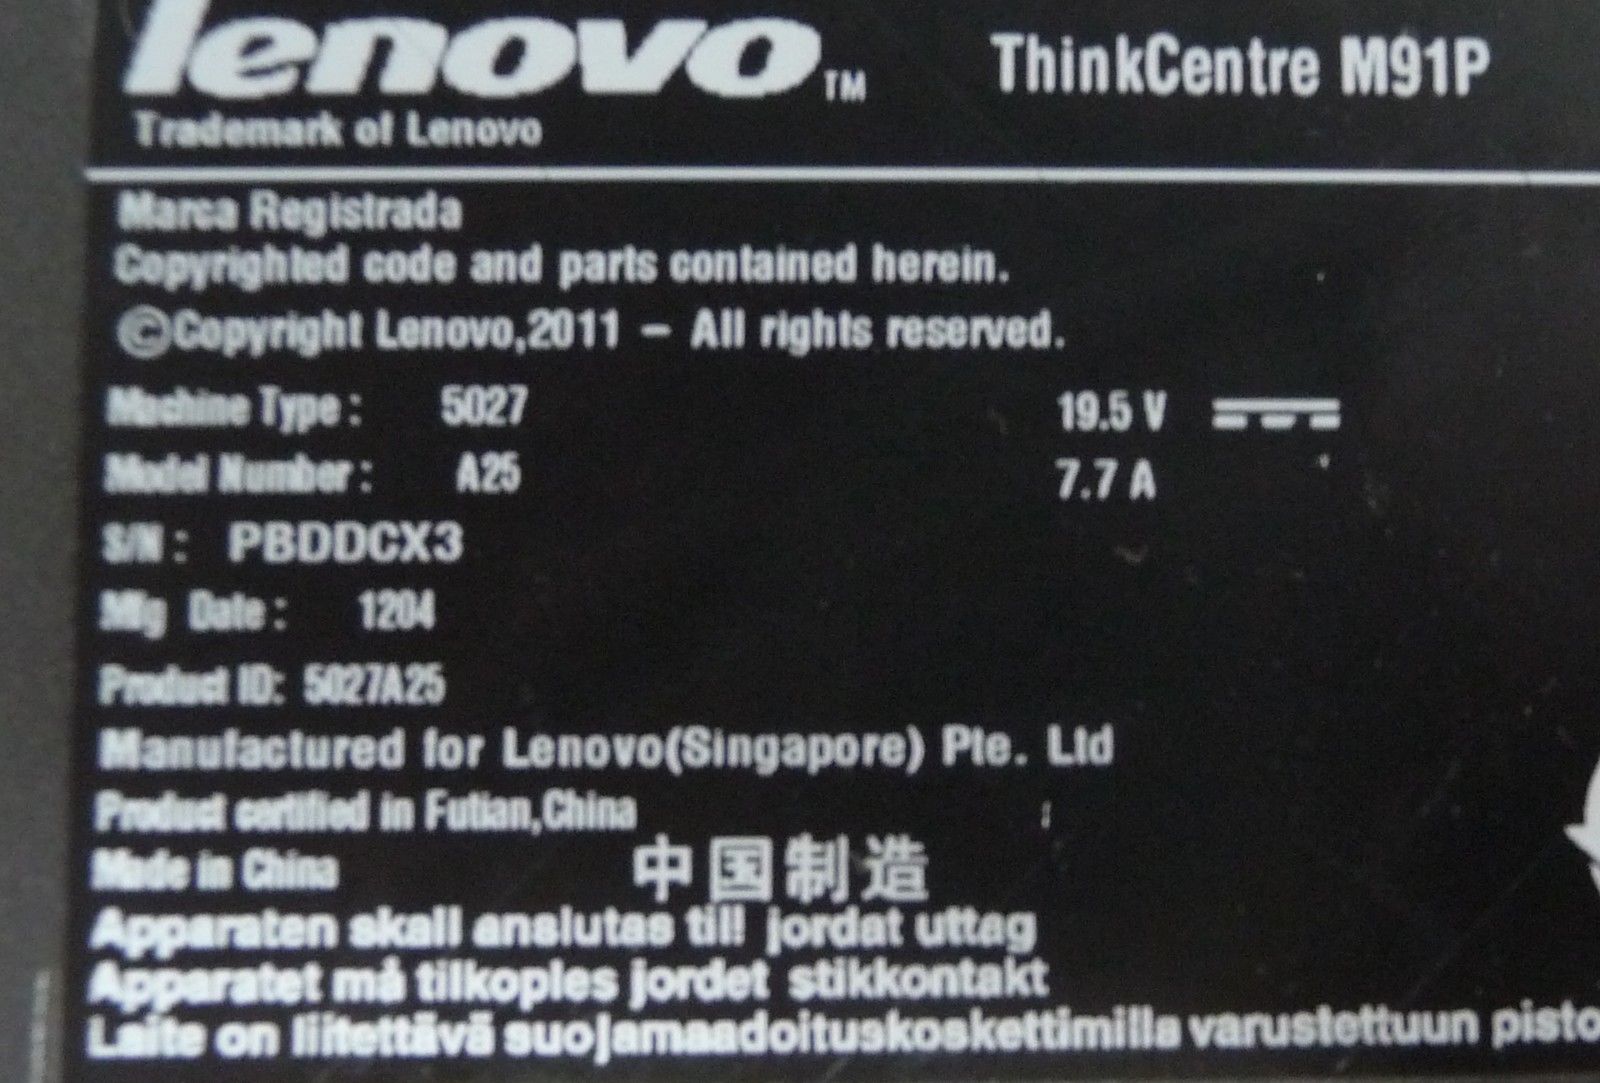 lenovo™ ThinkCentre M91P
Trademark of Lenovo
Marca Registrada
Copyrighted code and parts contained herein.
©Copyright Lenovo,2011 – All rights reserved.
Machine Type: 5027 19.5 V
Model Number: A25 7.7 A
S/N: PBDDCX3
Mfg Date: 1204
Product ID: 5027A25
Manufactured for Lenovo(Singapore) Pte. Ltd
Product certified in Futian,China
Made in China 中国制造
Apparaten skall anslutas till jordat uttag
Apparatet må tilkoples jordet stikkontakt
Laite on liitettävä suojamaadoituskoskettimilla varustettuun pisto